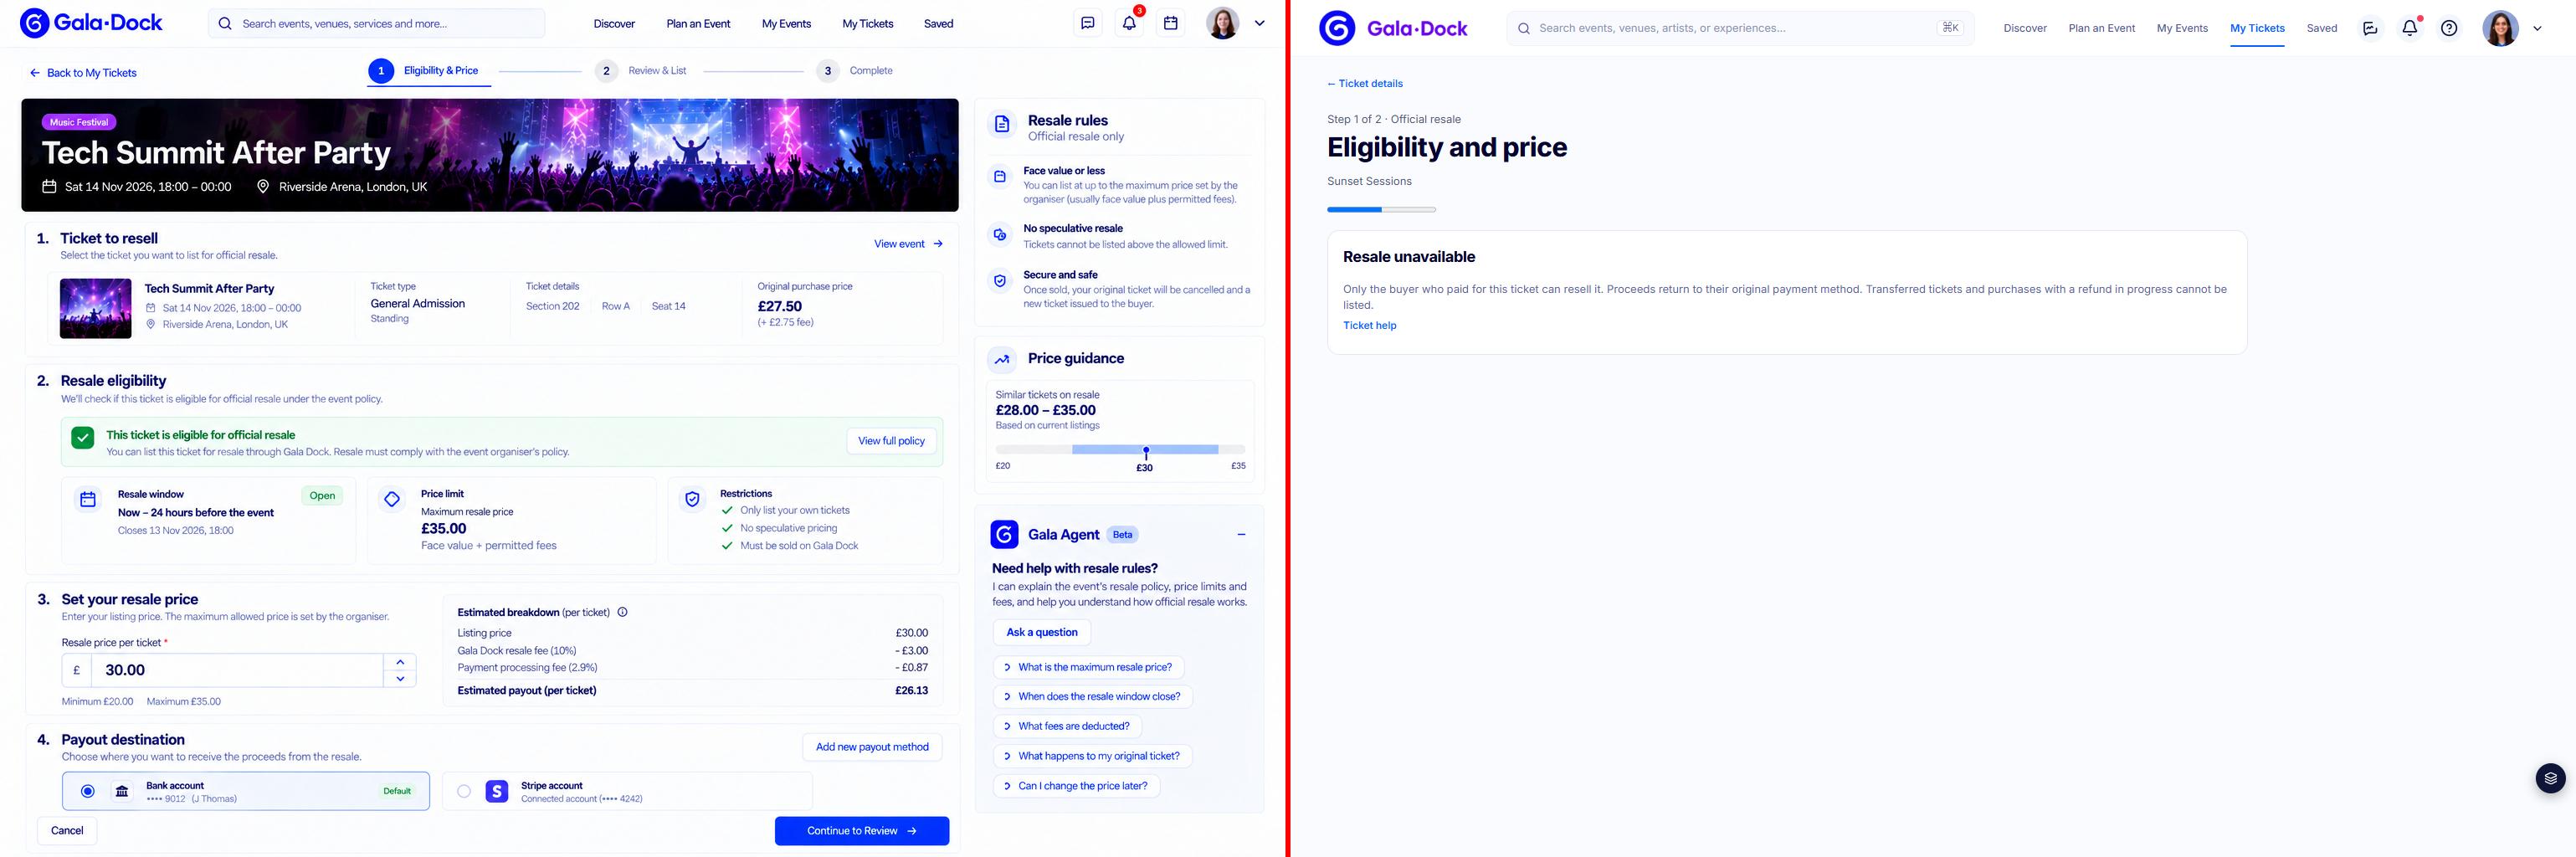 Gala·Dock
Search events, venues, services and more...
Discover
Plan an Event
My Events
My Tickets
Saved
3
← Back to My Tickets
1 Eligibility & Price
2 Review & List
3 Complete
Music Festival
Tech Summit After Party
Sat 14 Nov 2026, 18:00 – 00:00
Riverside Arena, London, UK
1. Ticket to resell
Select the ticket you want to list for official resale.
View event →
Tech Summit After Party
Sat 14 Nov 2026, 18:00 – 00:00
Riverside Arena, London, UK
Ticket type
General Admission
Standing
Ticket details
Section 202
Row A
Seat 14
Original purchase price
£27.50
(+ £2.75 fee)
2. Resale eligibility
We'll check if this ticket is eligible for official resale under the event policy.
This ticket is eligible for official resale
You can list this ticket for resale through Gala Dock. Resale must comply with the event organiser's policy.
View full policy
Resale window
Open
Now – 24 hours before the event
Closes 13 Nov 2026, 18:00
Price limit
Maximum resale price
£35.00
Face value + permitted fees
Restrictions
Only list your own tickets
No speculative pricing
Must be sold on Gala Dock
3. Set your resale price
Enter your listing price. The maximum allowed price is set by the organiser.
Resale price per ticket *
£ 30.00
Minimum £20.00 Maximum £35.00
Estimated breakdown (per ticket)
Listing price £30.00
Gala Dock resale fee (10%) - £3.00
Payment processing fee (2.9%) - £0.87
Estimated payout (per ticket) £26.13
4. Payout destination
Choose where you want to receive the proceeds from the resale.
Add new payout method
Bank account
•••• 9012 (J Thomas)
Default
S
Stripe account
Connected account (•••• 4242)
Cancel
Continue to Review →
Resale rules
Official resale only
Face value or less
You can list at up to the maximum price set by the
organiser (usually face value plus permitted fees).
No speculative resale
Tickets cannot be listed above the allowed limit.
Secure and safe
Once sold, your original ticket will be cancelled and a
new ticket issued to the buyer.
Price guidance
Similar tickets on resale
£28.00 – £35.00
Based on current listings
£20 £30 £35
Gala Agent Beta
Need help with resale rules?
I can explain the event's resale policy, price limits and
fees, and help you understand how official resale works.
Ask a question
What is the maximum resale price?
When does the resale window close?
What fees are deducted?
What happens to my original ticket?
Can I change the price later?
Gala·Dock
Search events, venues, artists, or experiences...
⌘K
Discover
Plan an Event
My Events
My Tickets
Saved
← Ticket details
Step 1 of 2 · Official resale
Eligibility and price
Sunset Sessions
Resale unavailable
Only the buyer who paid for this ticket can resell it. Proceeds return to their original payment method. Transferred tickets and purchases with a refund in progress cannot be
listed.
Ticket help